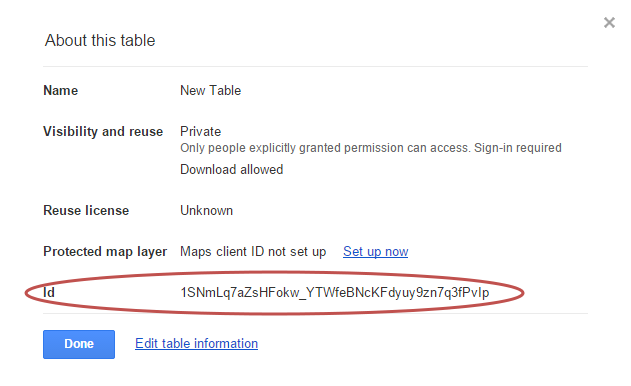 About this table
Name New Table
Visibility and reuse Private
Only people explicitly granted permission can access. Sign-in required
Download allowed
Reuse license Unknown
Protected map layer Maps client ID not set up Set up now
Id 1SNmLq7aZsHFokw_YTWfeBNcKFdyuy9zn7q3fPvIp
Done Edit table information